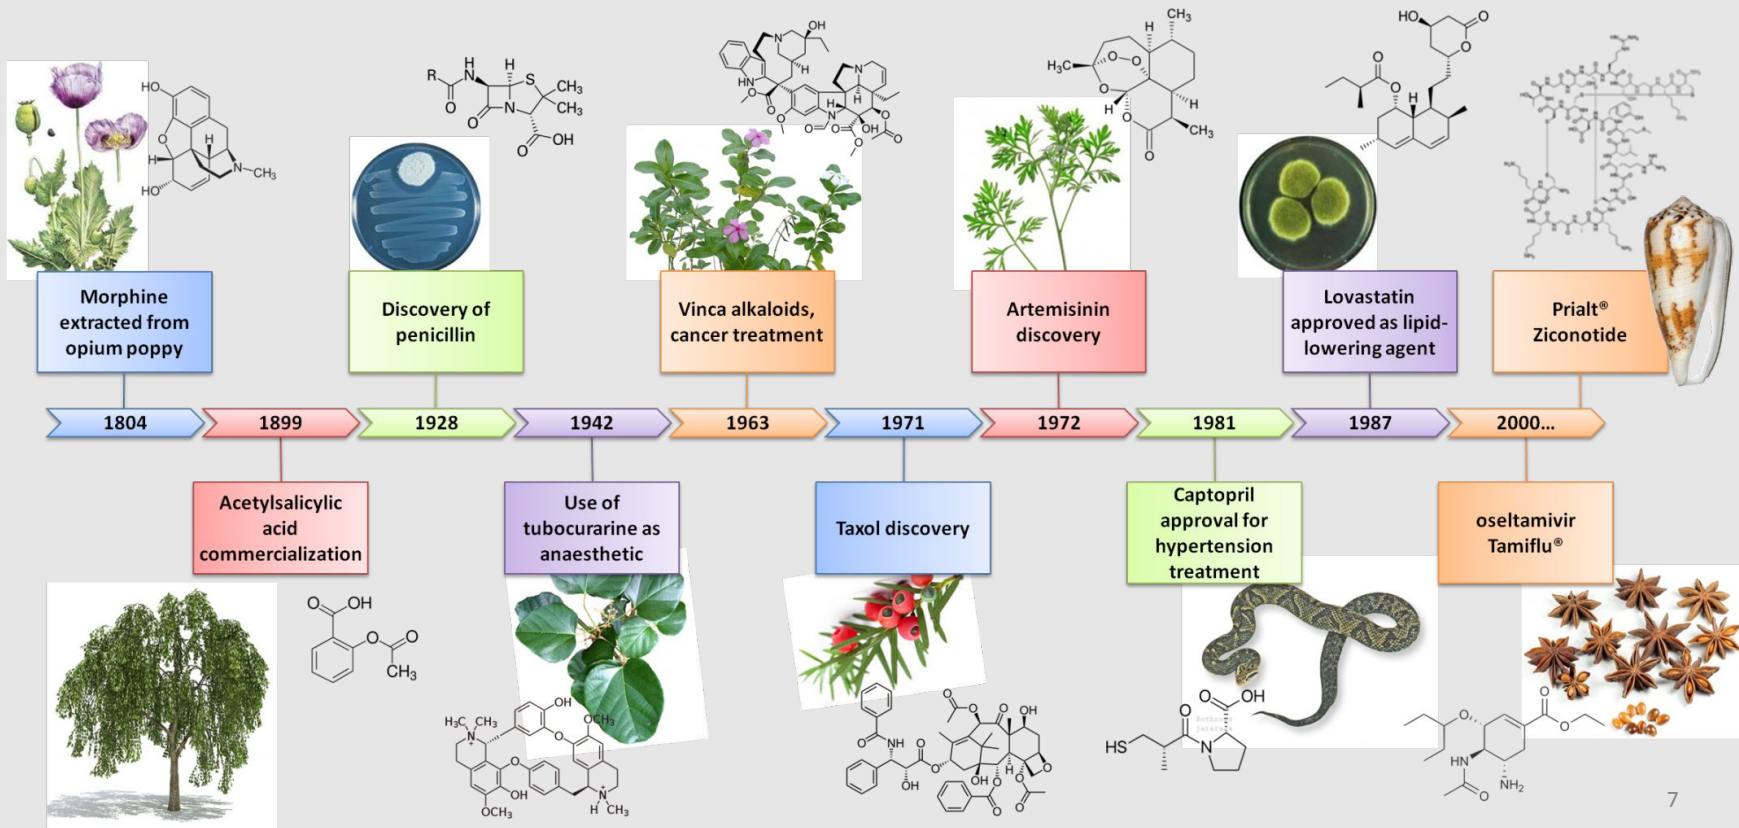 Morphine
extracted from
opium poppy
Discovery of
penicillin
Vinca alkaloids,
cancer treatment
Artemisinin
discovery
Lovastatin
approved as lipid-
lowering agent
Prialt®
Ziconotide
1804
1899
1928
1942
1963
1971
1972
1981
1987
2000...
Acetylsalicylic
acid
commercialization
Use of
tubocurarine as
anaesthetic
Taxol discovery
Captopril
approval for
hypertension
treatment
oseltamivir
Tamiflu®
7